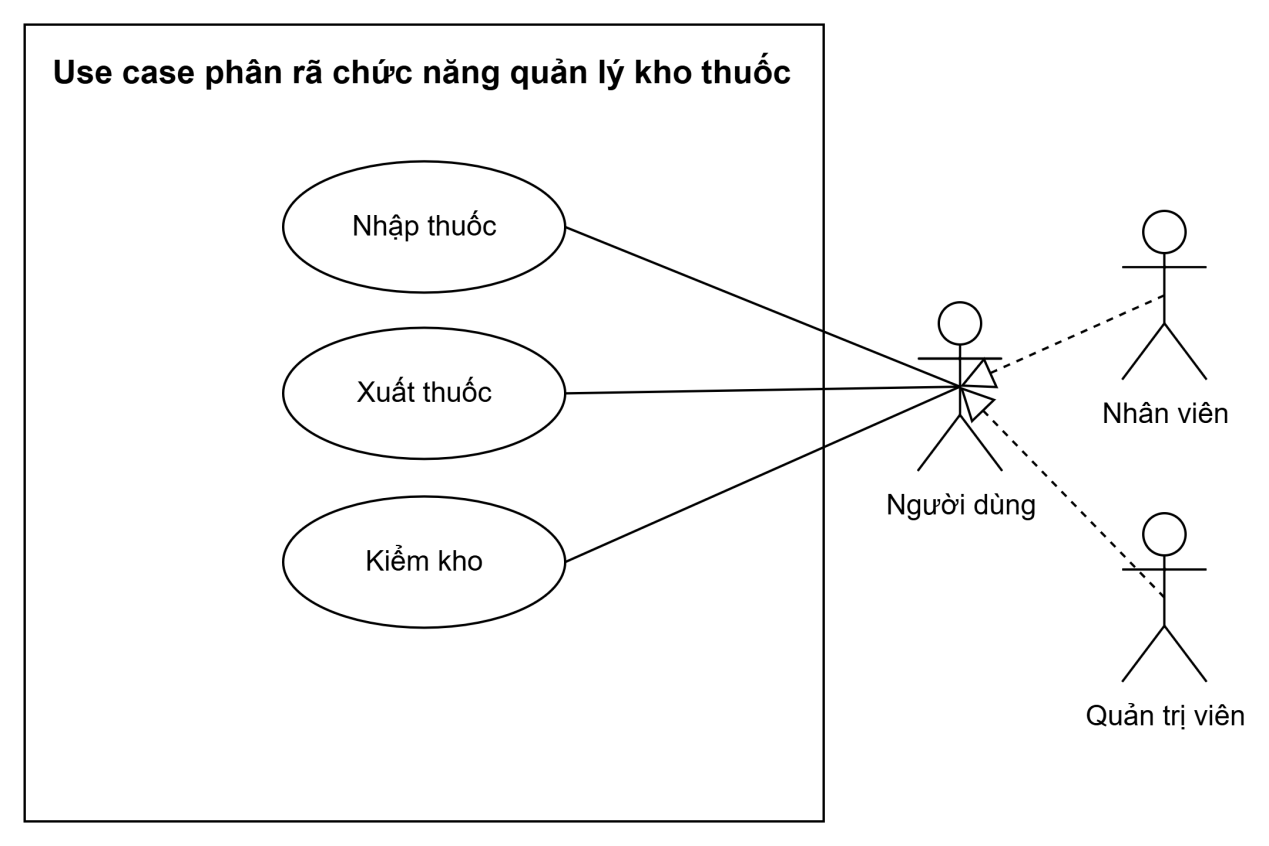 Use case phân rã chức năng quản lý kho thuốc
Nhập thuốc
Xuất thuốc
Kiểm kho
Người dùng
Nhân viên
Quản trị viên